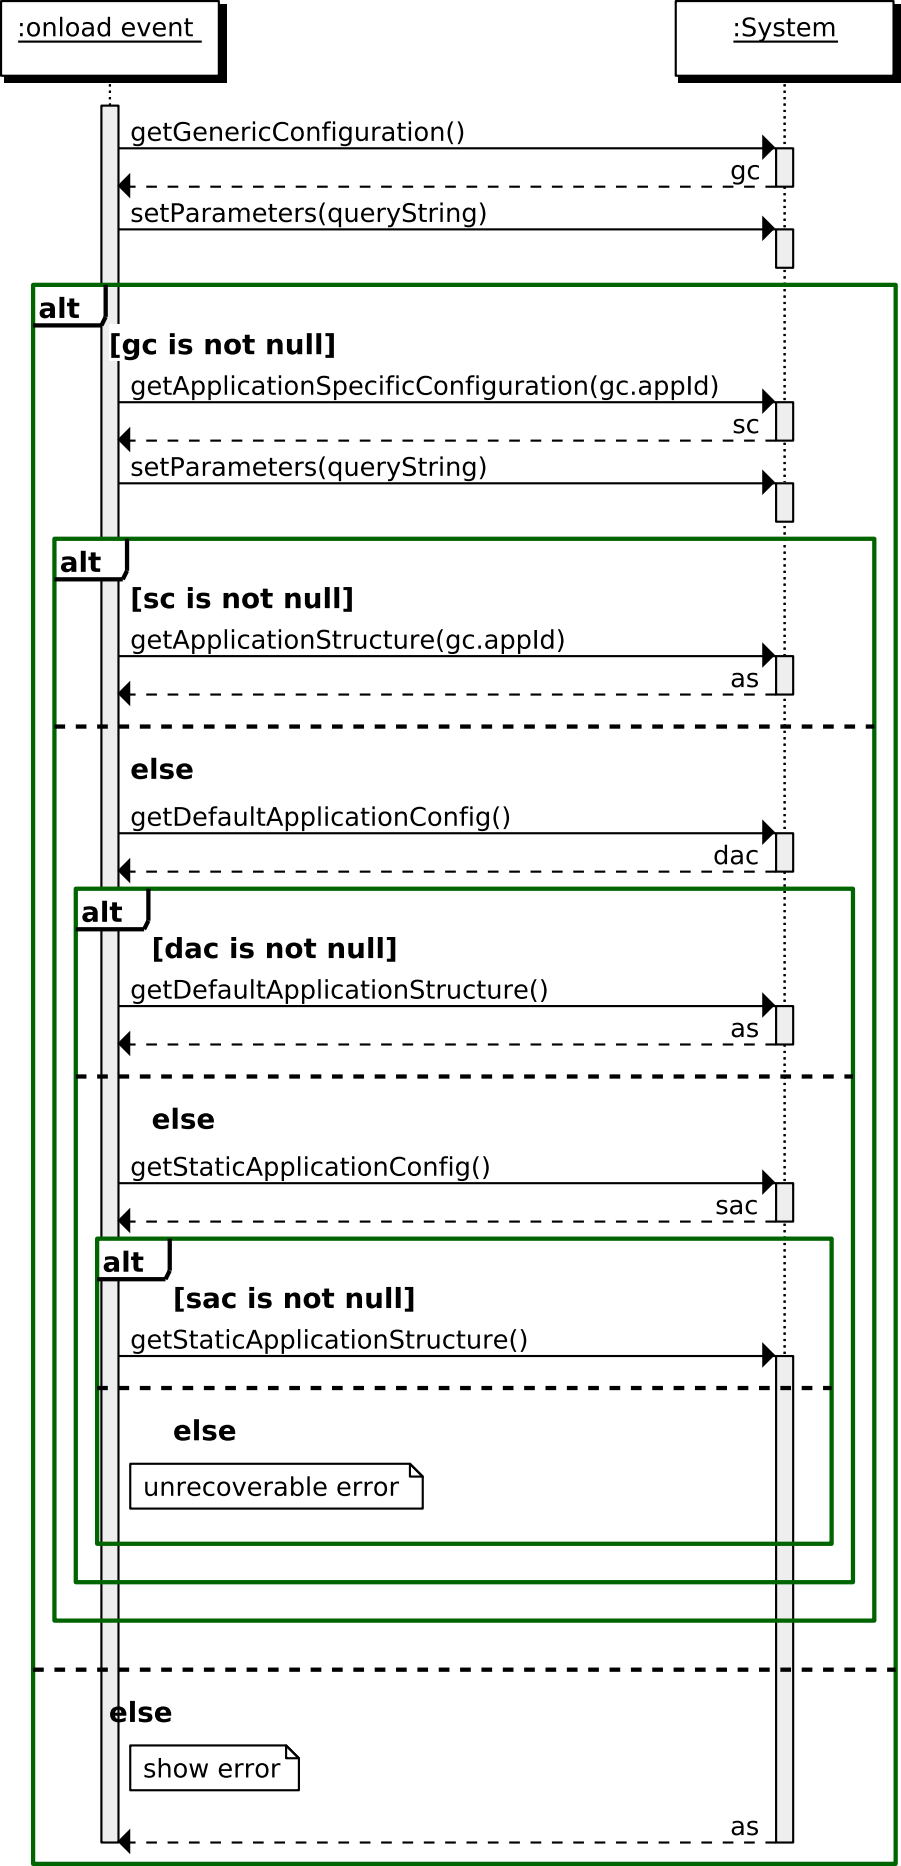 :onload event
:System
getGenericConfiguration()
gc
setParameters(queryString)
alt
[gc is not null]
getApplicationSpecificConfiguration(gc.appId)
sc
setParameters(queryString)
alt
[sc is not null]
getApplicationStructure(gc.appId)
as
else
getDefaultApplicationConfig()
dac
alt
[dac is not null]
getDefaultApplicationStructure()
as
else
getStaticApplicationConfig()
sac
alt
[sac is not null]
getStaticApplicationStructure()
else
unrecoverable error
else
show error
as